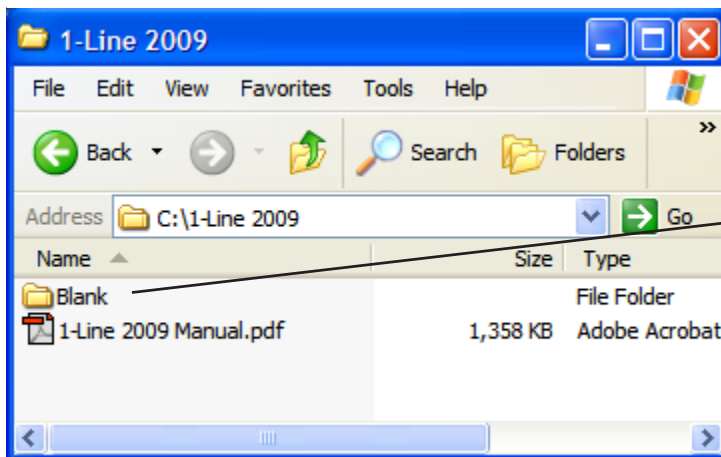 1-Line 2009
File Edit View Favorites Tools Help
Back Search Folders »
Address C:\1-Line 2009 Go
Name Size Type
Blank File Folder
1-Line 2009 Manual.pdf 1,358 KB Adobe Acrobat